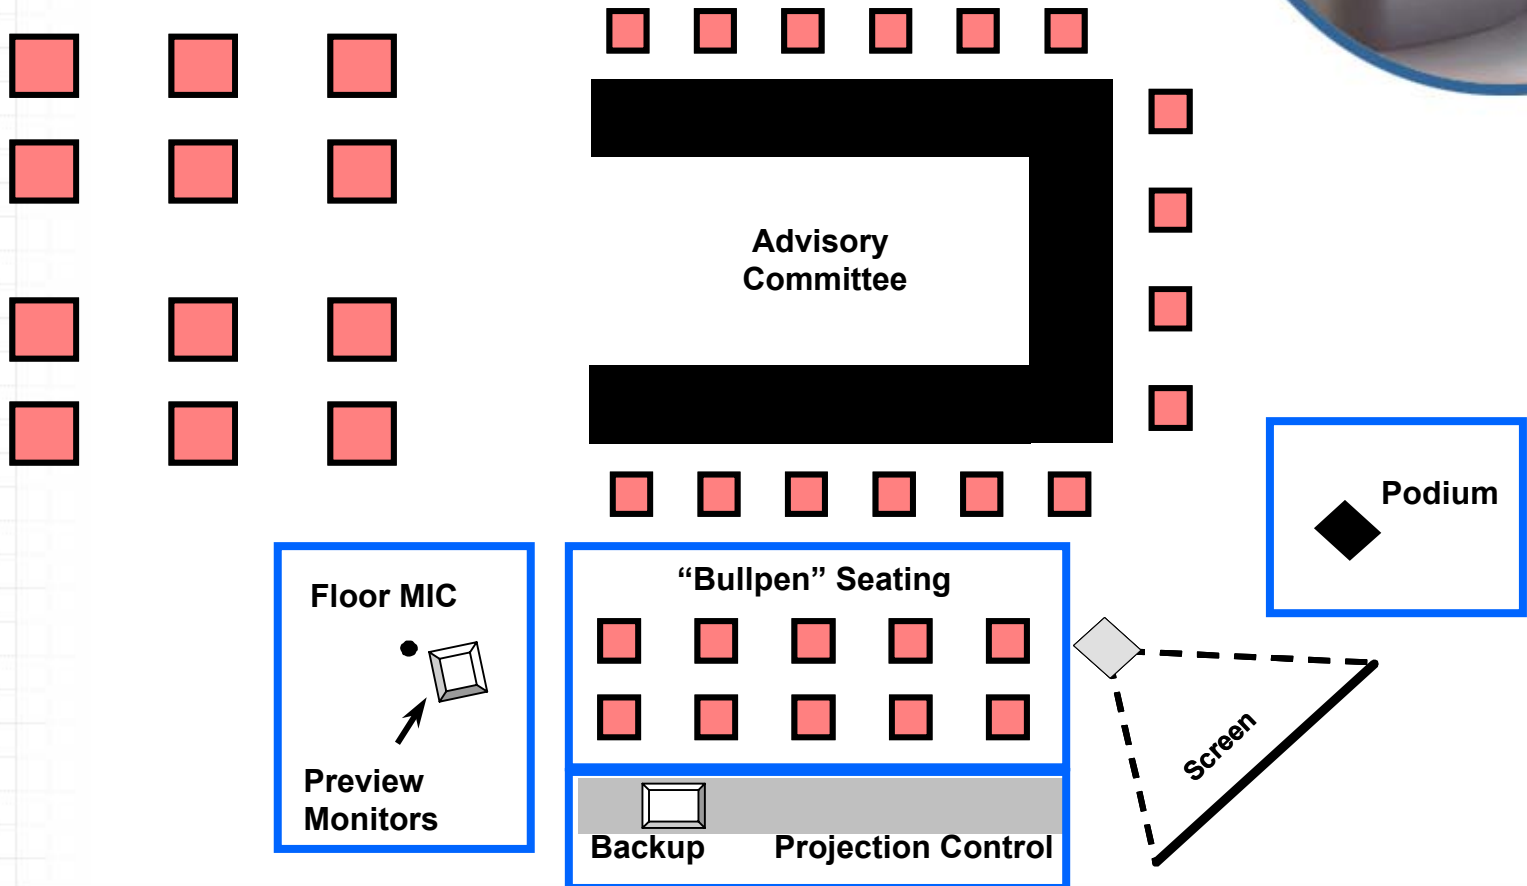 Advisory
Committee
Podium
Floor MIC
“Bullpen” Seating
Screen
Preview
Monitors
Backup
Projection Control